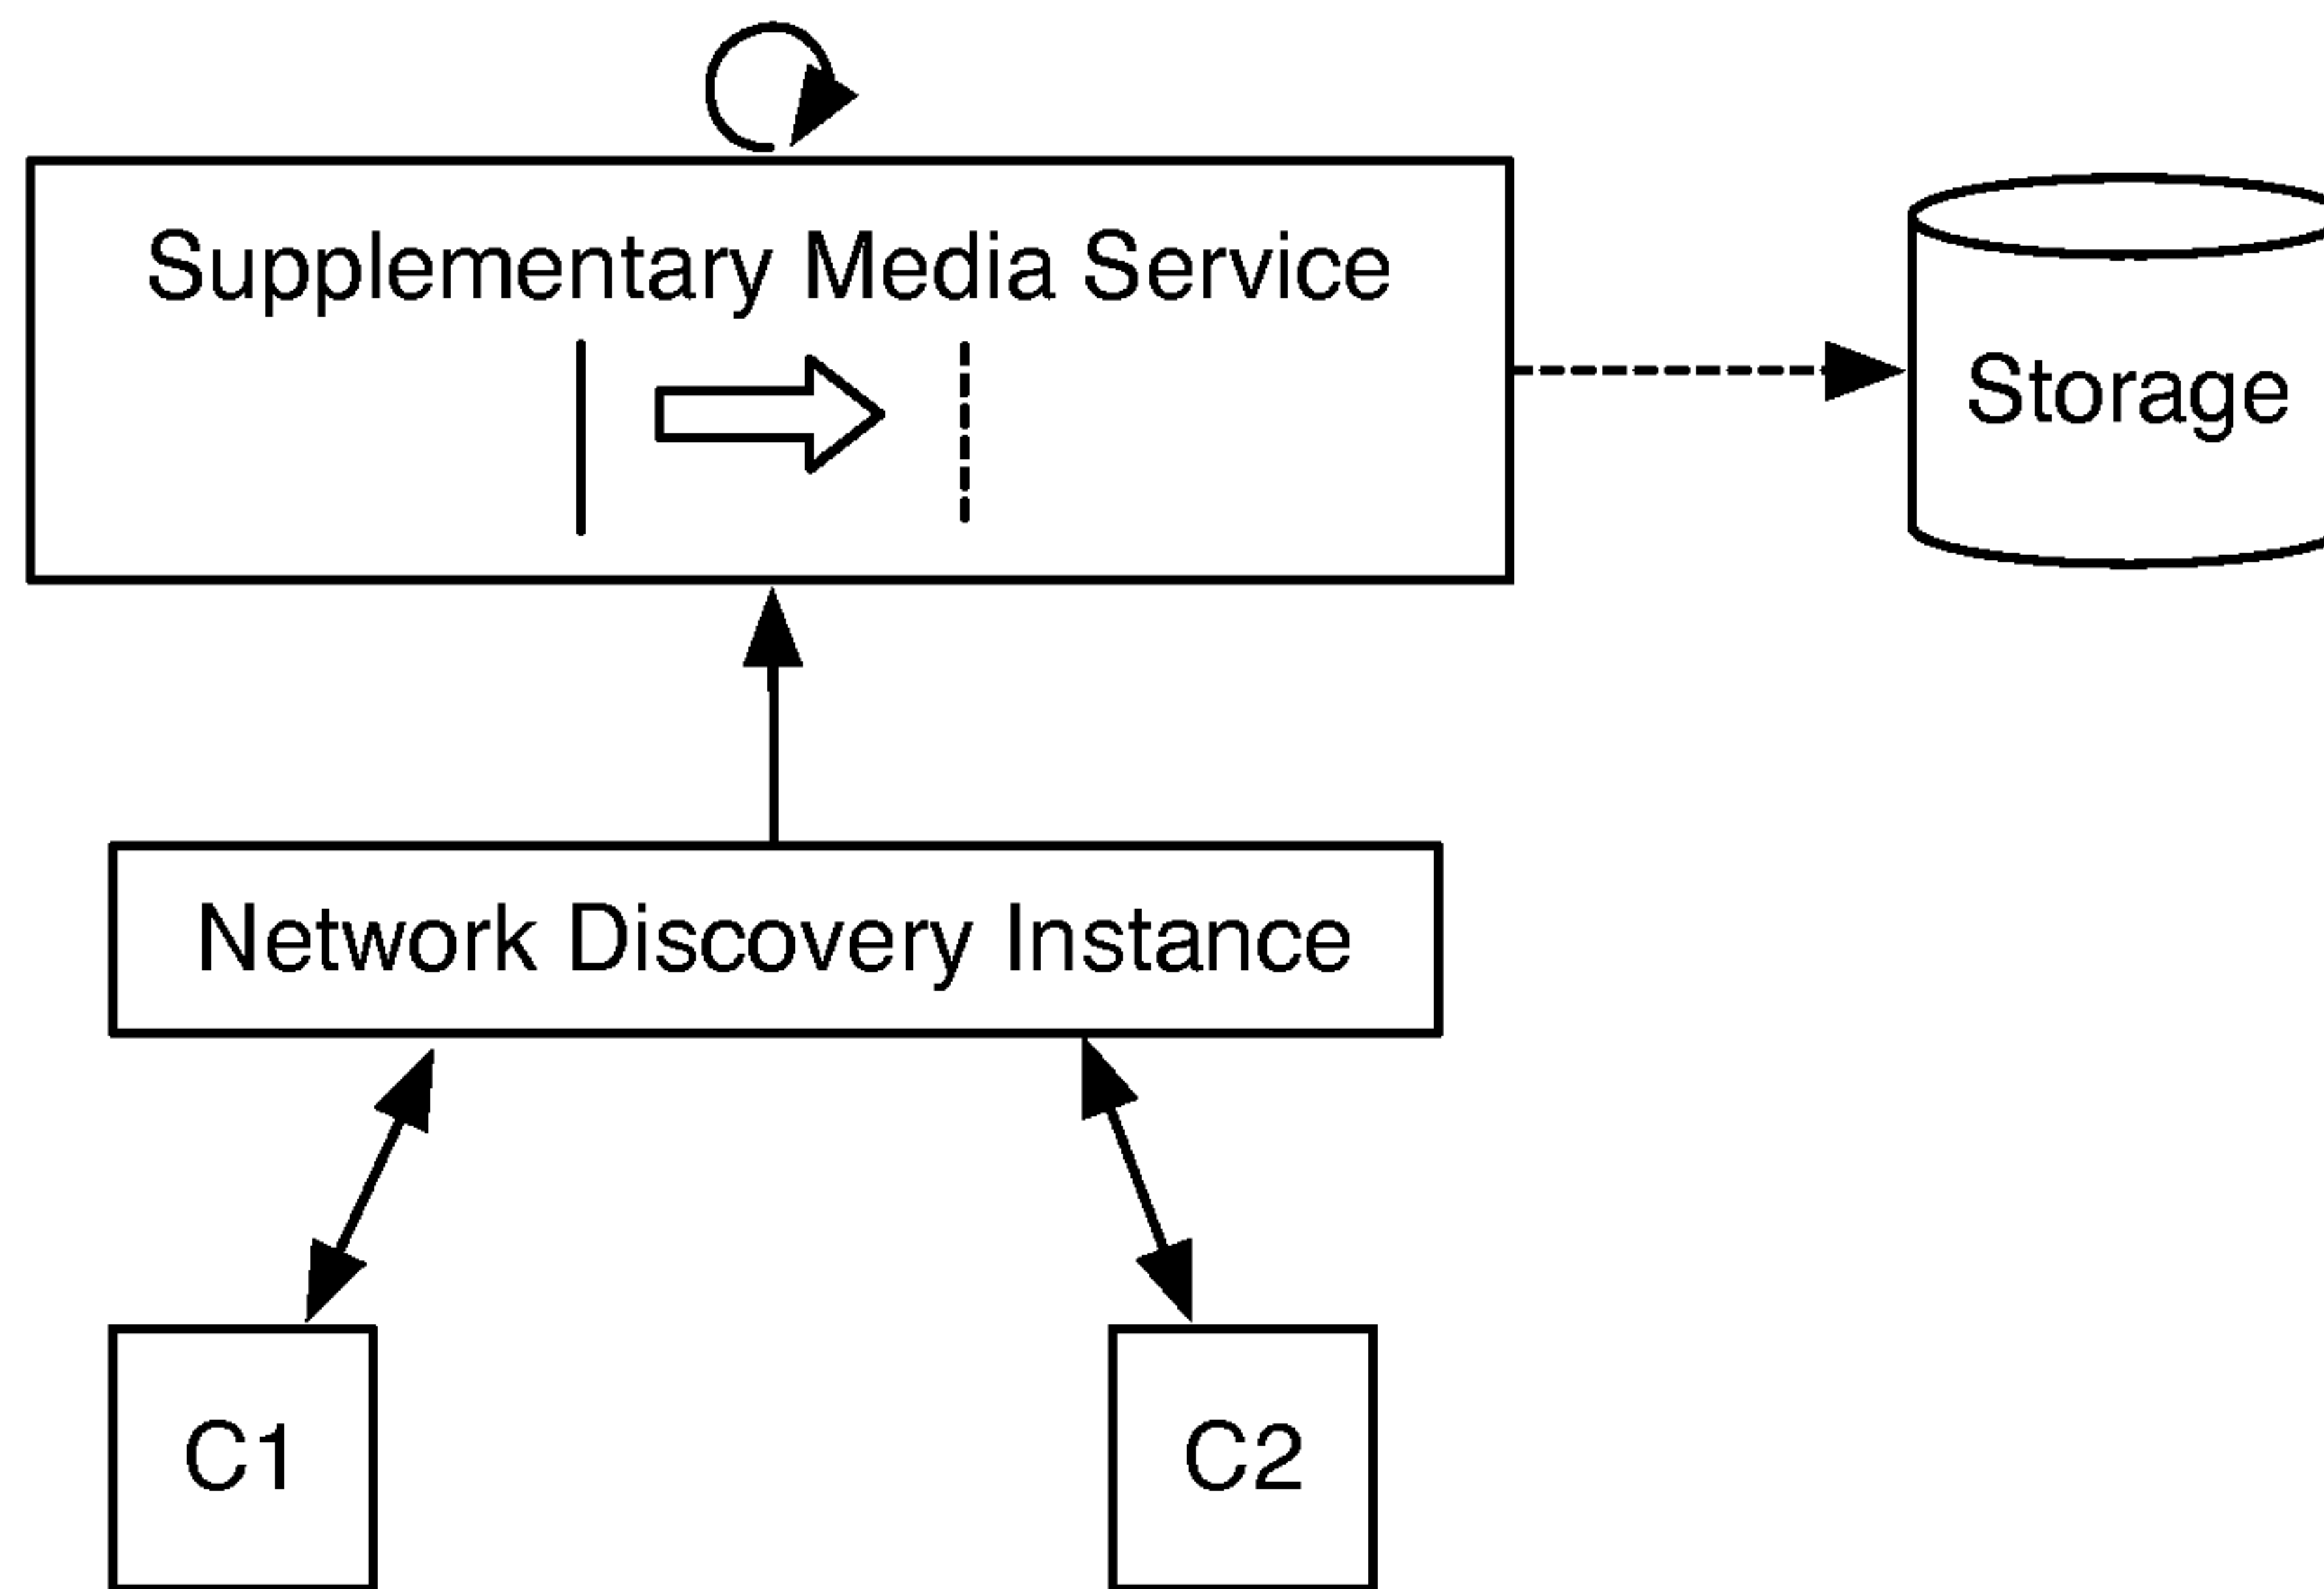 Supplementary Media Service
Storage
Network Discovery Instance
C1
C2